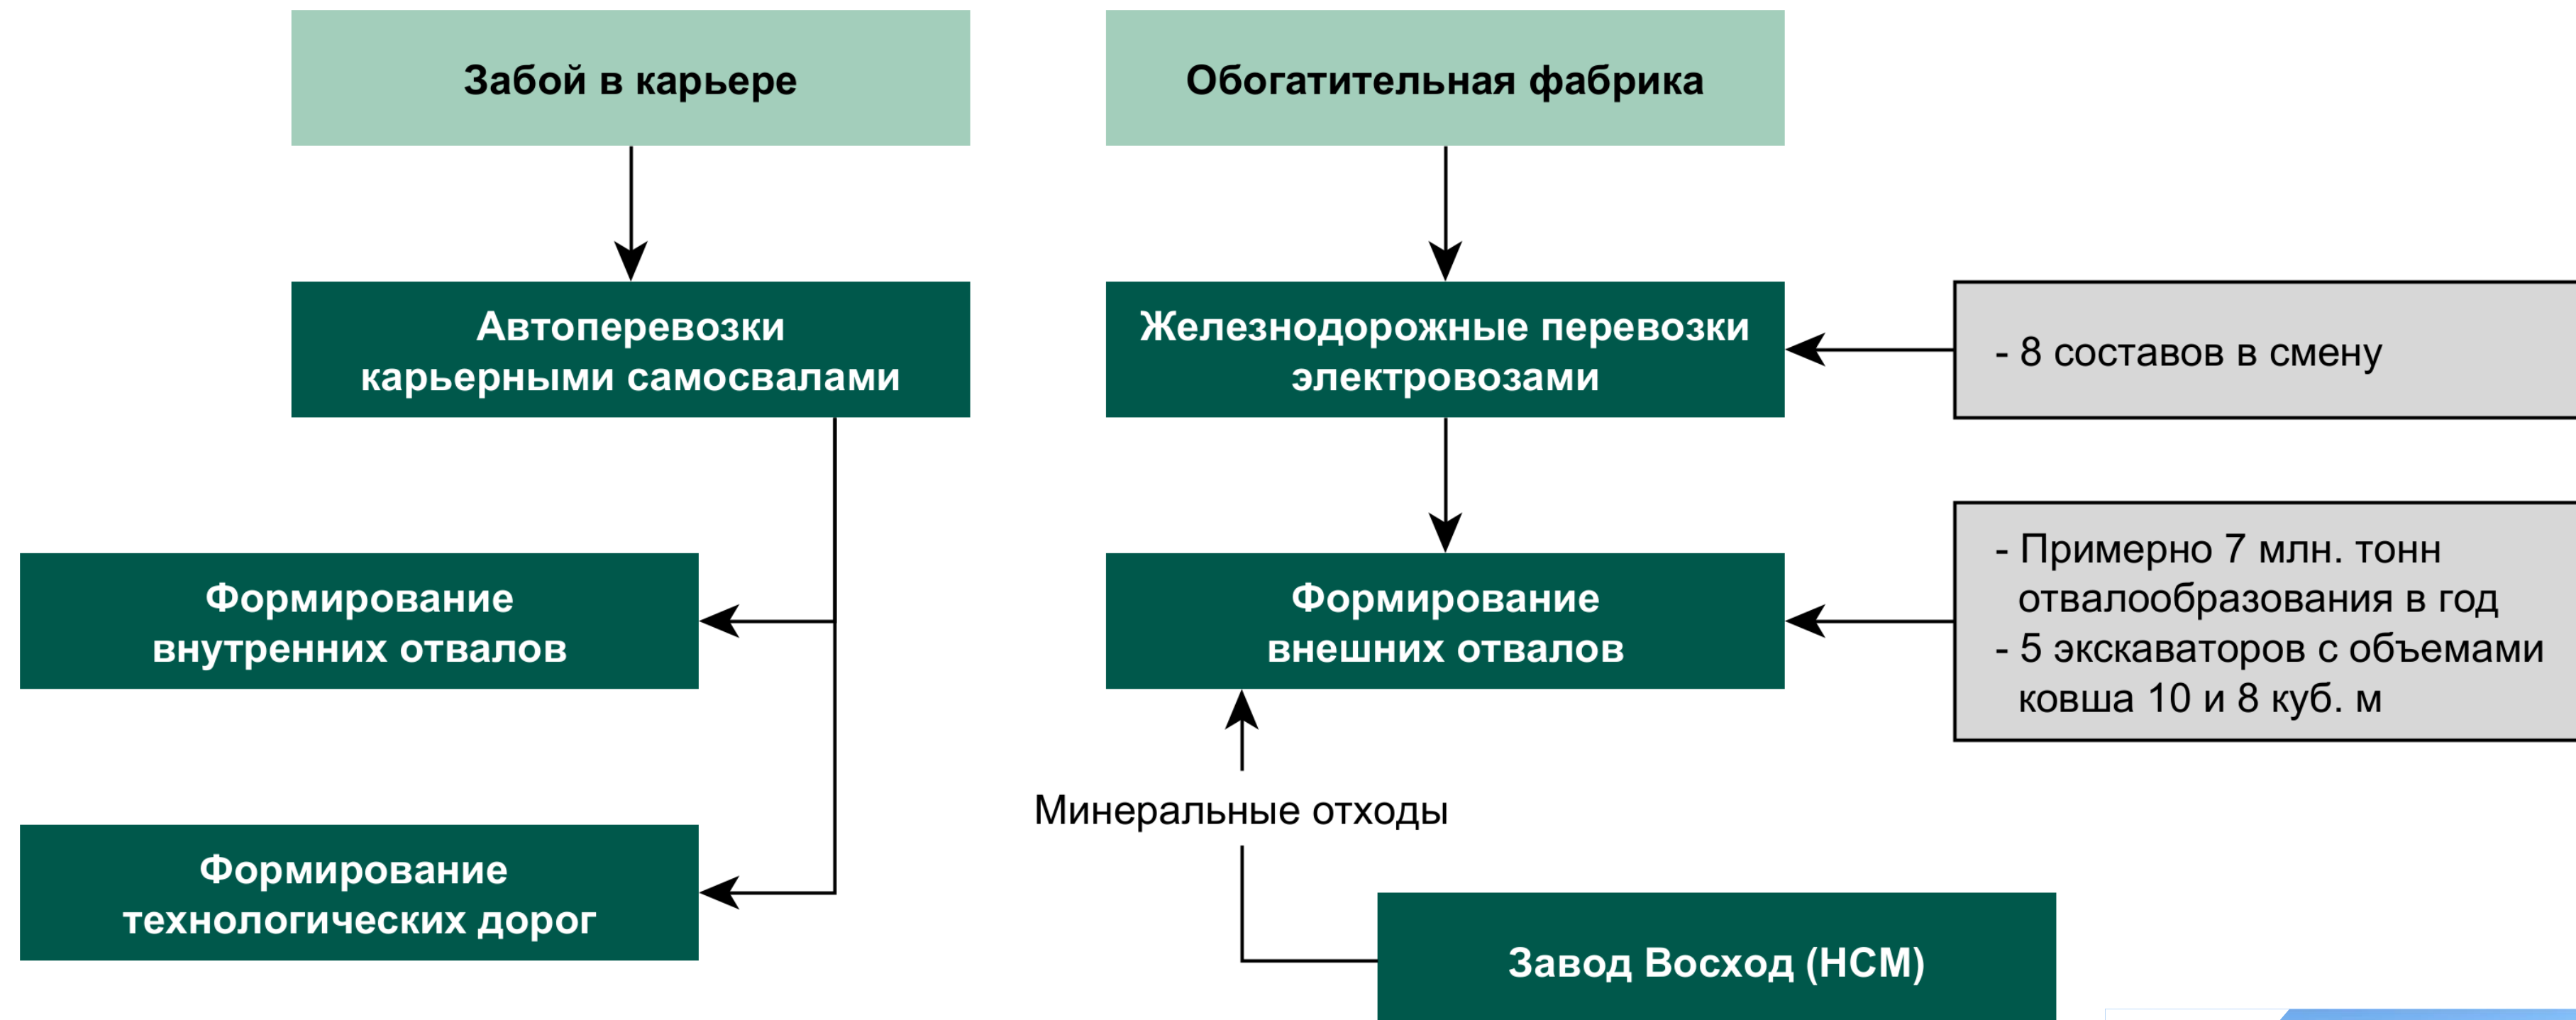 Забой в карьере
Обогатительная фабрика
Автоперевозки
карьерными самосвалами
Железнодорожные перевозки
электровозами
- 8 составов в смену
Формирование
внутренних отвалов
Формирование
внешних отвалов
- Примерно 7 млн. тонн
отвалообразования в год
- 5 экскаваторов с объемами
ковша 10 и 8 куб. м
Минеральные отходы
Формирование
технологических дорог
Завод Восход (НСМ)